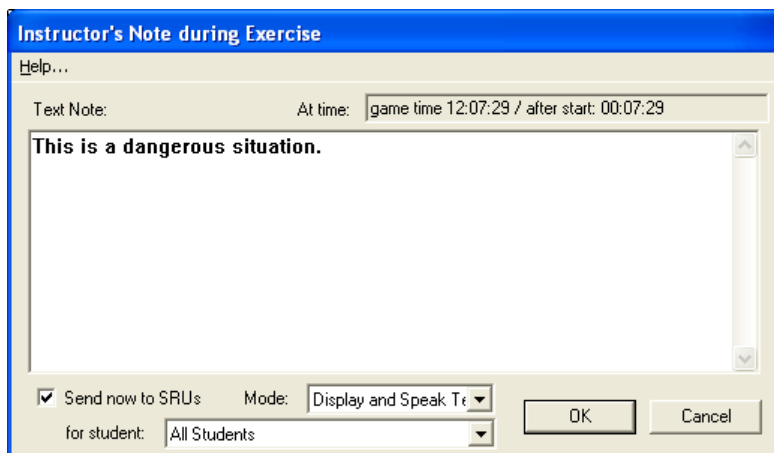 Instructor's Note during Exercise
Help...
Text Note: At time: game time 12:07:29 / after start: 00:07:29
This is a dangerous situation.
Send now to SRUs Mode: Display and Speak Te
OK Cancel
for student: All Students